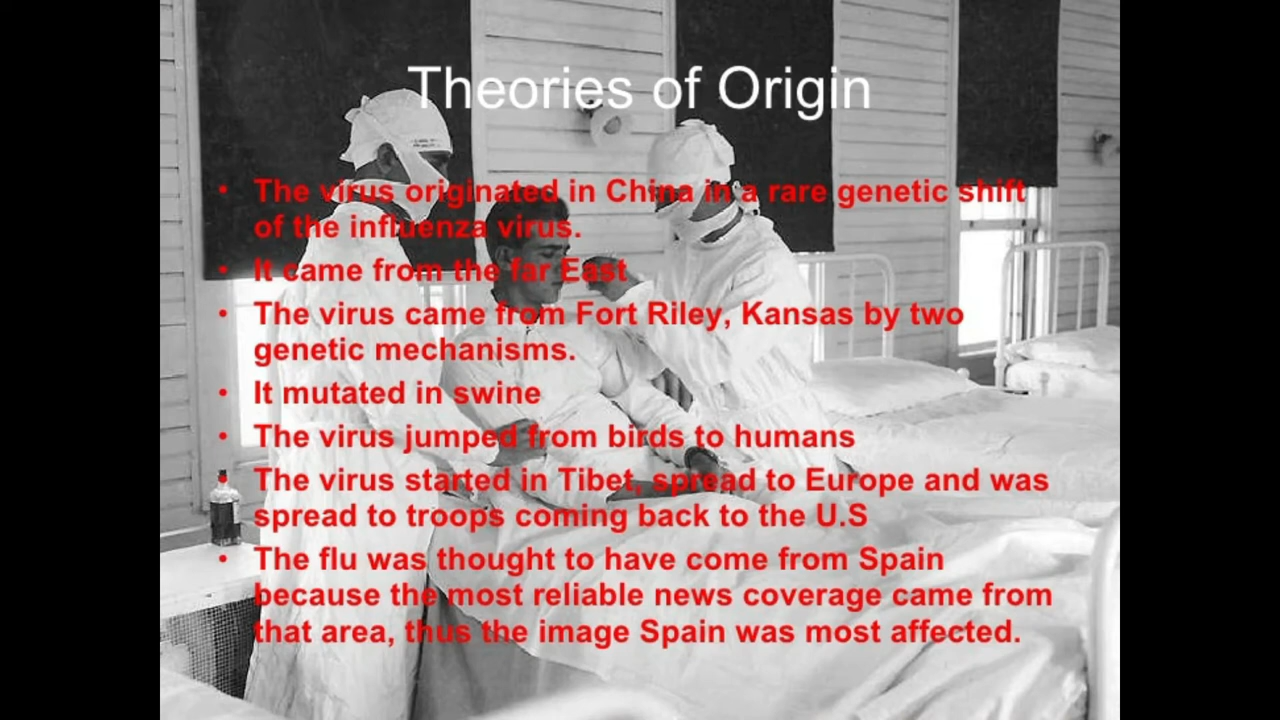 Theories of Origin
• The virus originated in China in a rare genetic shift
of the influenza virus.
• It came from the far East
• The virus came from Fort Riley, Kansas by two
genetic mechanisms.
• It mutated in swine
• The virus jumped from birds to humans
• The virus started in Tibet, spread to Europe and was
spread to troops coming back to the U.S
• The flu was thought to have come from Spain
because the most reliable news coverage came from
that area, thus the image Spain was most affected.